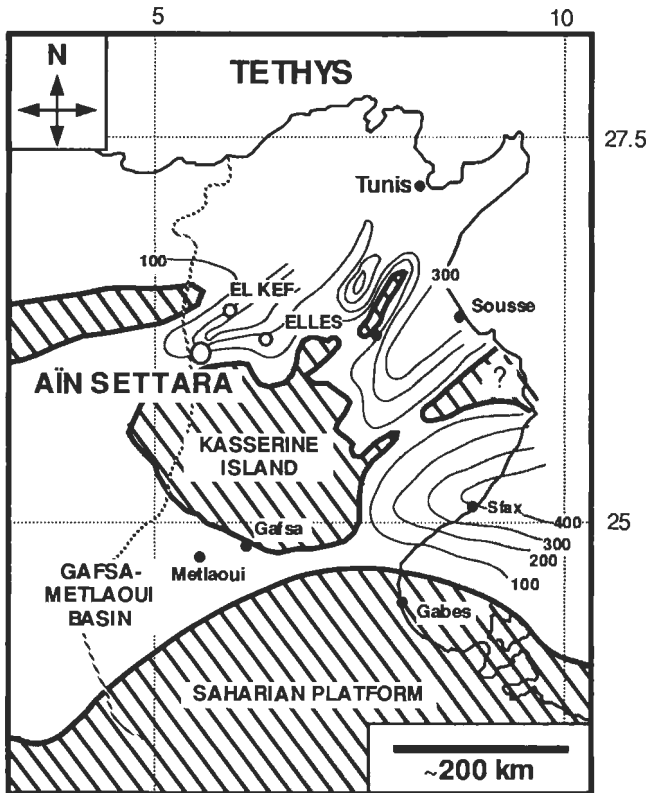 5
10
N
TETHYS
27.5
Tunis
100
300
EL KEF
Sousse
ELLES
AÏN SETTARA
?
KASSERINE
ISLAND
Sfax
400
25
Gafsa
300
Metlaoui
200
GAFSA-
METLAOUI
BASIN
100
Gabes
SAHARIAN PLATFORM
~200 km